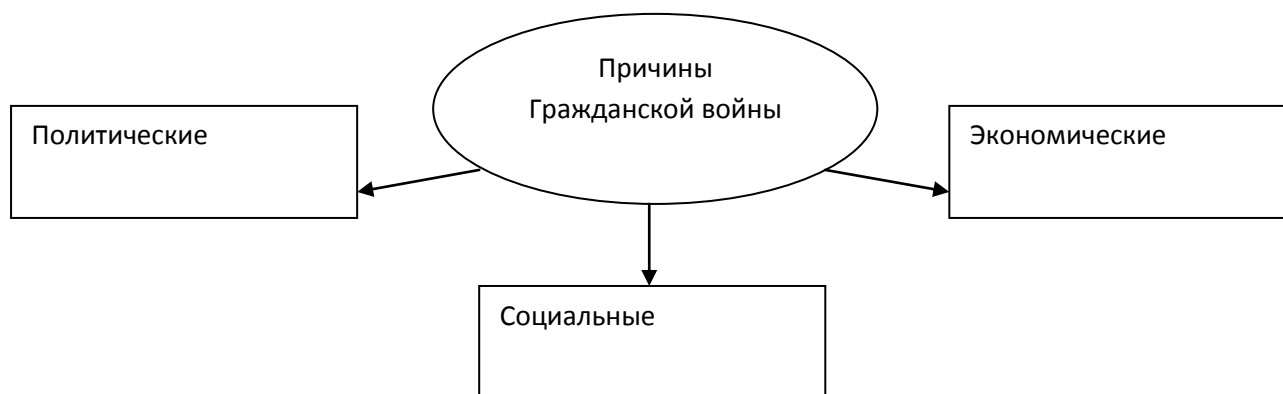 Причины
Гражданской войны
Политические
Экономические
Социальные